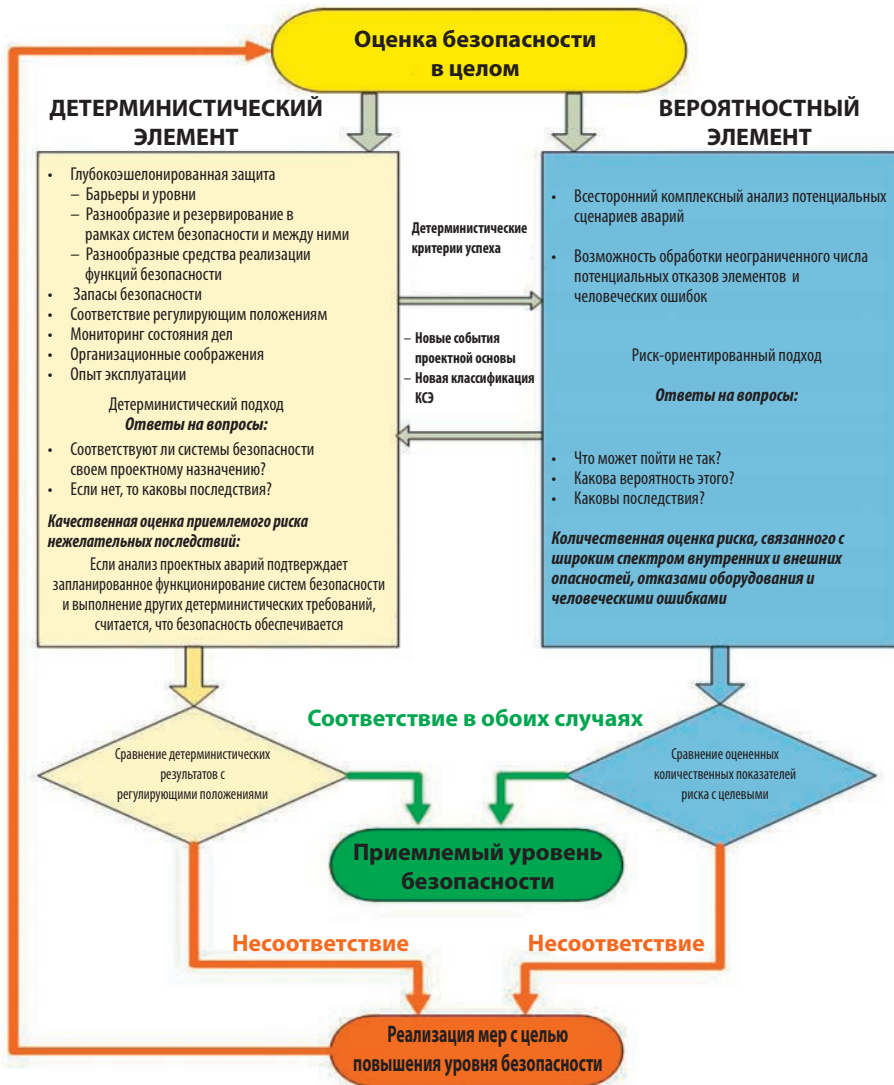 Оценка безопасности
в целом
ДЕТЕРМИНИСТИЧЕСКИЙ
ЭЛЕМЕНТ
ВЕРОЯТНОСТНЫЙ
ЭЛЕМЕНТ
• Глубокоэшелонированная защита
– Барьеры и уровни
– Разнообразие и резервирование в
рамках систем безопасности и между ними
– Разнообразные средства реализации
функций безопасности
• Запасы безопасности
• Соответствие регулирующим положениям
• Мониторинг состояния дел
• Организационные соображения
• Опыт эксплуатации
Детерминистический подход
Ответы на вопросы:
• Соответствуют ли системы безопасности
своем проектному назначению?
• Если нет, то каковы последствия?
Качественная оценка приемлемого риска
нежелательных последствий:
Если анализ проектных аварий подтверждает
запланированное функционирование систем безопасности
и выполнение других детерминистических требований,
считается, что безопасность обеспечивается
Детерминистические
критерии успеха
– Новые события
проектной основы
– Новая классификация
КСЭ
• Всесторонний комплексный анализ потенциальных
сценариев аварий
• Возможность обработки неограниченного числа
потенциальных отказов элементов и
человеческих ошибок
Риск-ориентированный подход
Ответы на вопросы:
• Что может пойти не так?
• Какова вероятность этого?
• Каковы последствия?
Количественная оценка риска, связанного с
широким спектром внутренних и внешних
опасностей, отказами оборудования и
человеческими ошибками
Соответствие в обоих случаях
Сравнение детерминистических
результатов с
регулирующими положениями
Сравнение оцененных
количественных показателей
риска с целевыми
Приемлемый уровень
безопасности
Несоответствие
Несоответствие
Реализация мер с целью
повышения уровня безопасности